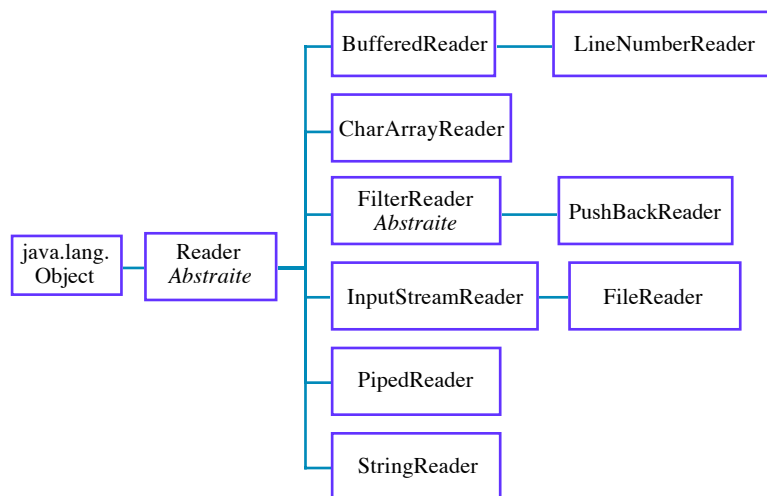 BufferedReader
LineNumberReader
CharArrayReader
FilterReader
Abstraite
PushBackReader
java.lang.
Object
Reader
Abstraite
InputStreamReader
FileReader
PipedReader
StringReader